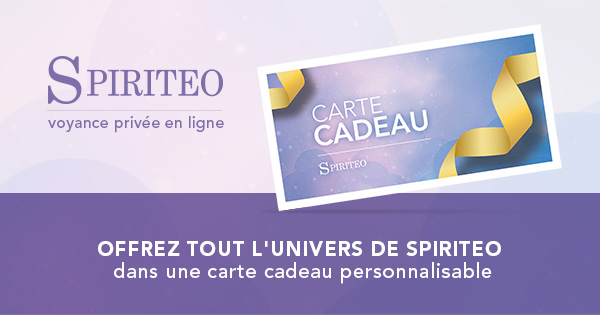 SPIRITEO
voyance privée en ligne
CARTE
CADEAU
SPIRITEO
OFFREZ TOUT L'UNIVERS DE SPIRITEO
dans une carte cadeau personnalisable